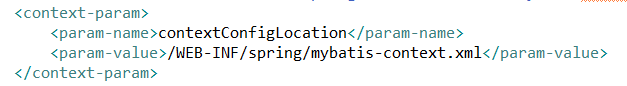 <context-param>
    <param-name>contextConfigLocation</param-name>
    <param-value>/WEB-INF/spring/mybatis-context.xml</param-value>
</context-param>